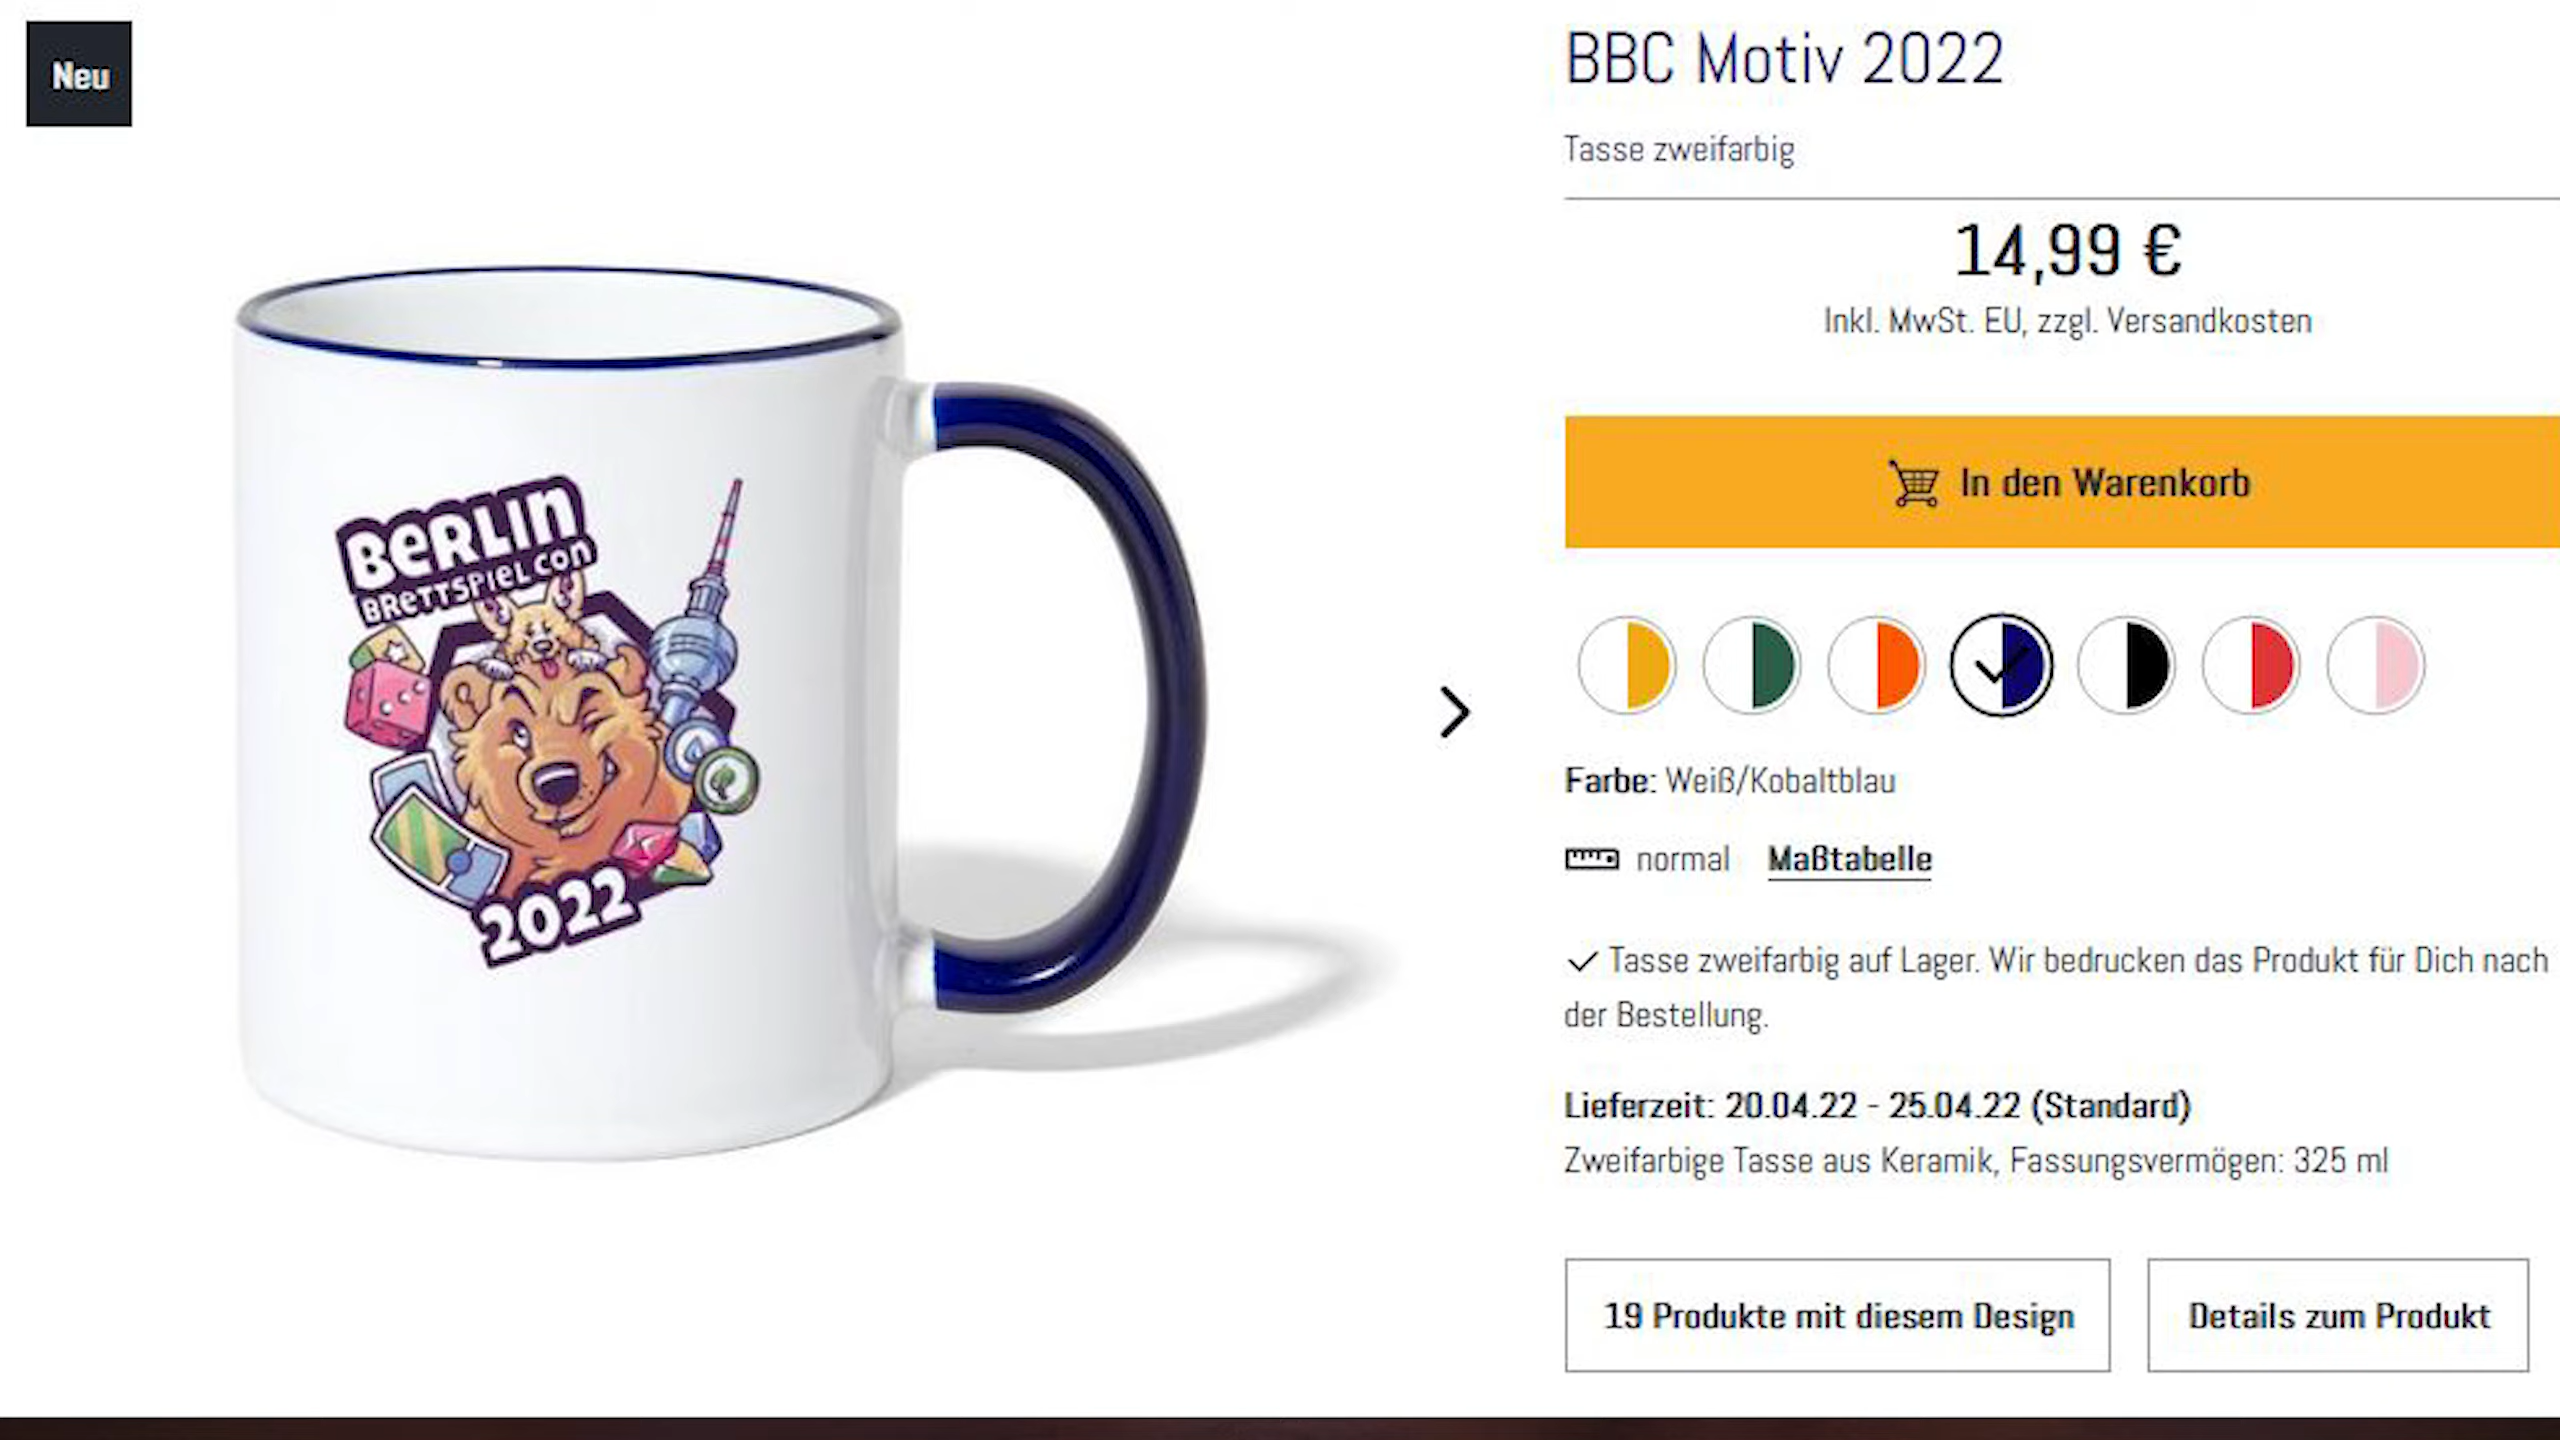 Neu
BERLIN
BRETTSPIEL CON
2022
BBC Motiv 2022
Tasse zweifarbig
14,99 €
Inkl. MwSt. EU, zzgl. Versandkosten
In den Warenkorb
Farbe: Weiß/Kobaltblau
normal Maßtabelle
Tasse zweifarbig auf Lager. Wir bedrucken das Produkt für Dich nach
der Bestellung.
Lieferzeit: 20.04.22 - 25.04.22 (Standard)
Zweifarbige Tasse aus Keramik, Fassungsvermögen: 325 ml
19 Produkte mit diesem Design
Details zum Produkt